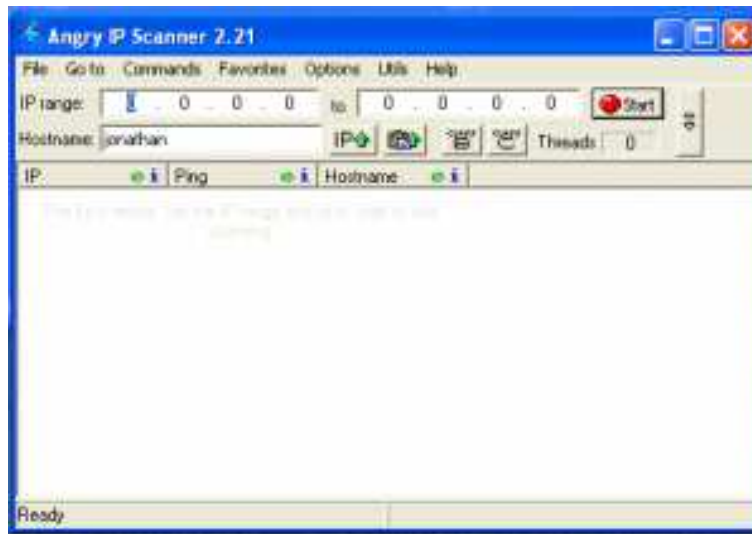 Angry IP Scanner 2.21
File Go to Commands Favorites Options Utils Help
IP range: 0 . 0 . 0 . 0 to 0 . 0 . 0 . 0 Start
Hostname: jonathan IP Threads 0
IP i Ping i Hostname i
Ready